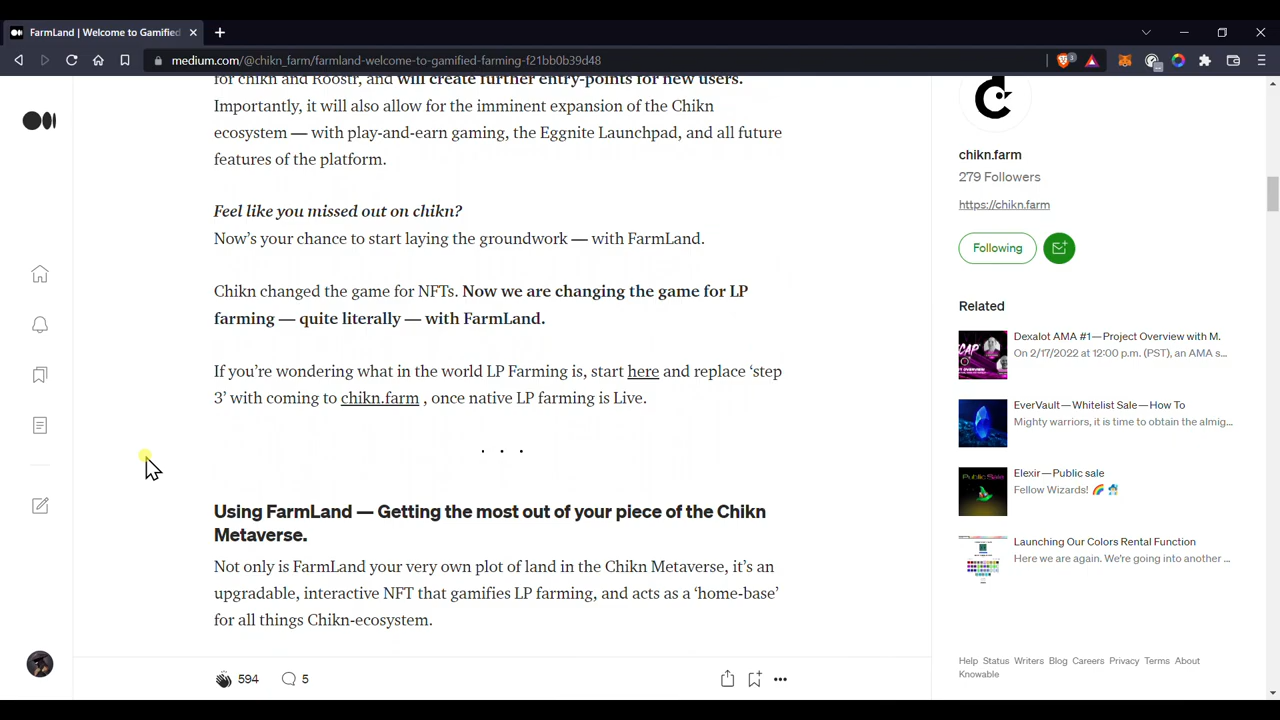 FarmLand | Welcome to Gamified
medium.com/@chikn_farm/farmland-welcome-to-gamified-farming-f21bb0b39d48
3
for chikn and Roostr, and will create further entry-points for new users.
Importantly, it will also allow for the imminent expansion of the Chikn
ecosystem — with play-and-earn gaming, the Eggnite Launchpad, and all future
features of the platform.
Feel like you missed out on chikn?
Now's your chance to start laying the groundwork — with FarmLand.
Chikn changed the game for NFTs. Now we are changing the game for LP
farming — quite literally — with FarmLand.
If you're wondering what in the world LP Farming is, start here and replace ‘step
3’ with coming to chikn.farm , once native LP farming is Live.
. . .
Using FarmLand — Getting the most out of your piece of the Chikn
Metaverse.
Not only is FarmLand your very own plot of land in the Chikn Metaverse, it's an
upgradable, interactive NFT that gamifies LP farming, and acts as a ‘home-base’
for all things Chikn-ecosystem.
594
5
chikn.farm
279 Followers
https://chikn.farm
Following
Related
Dexalot AMA #1—Project Overview with M.
On 2/17/2022 at 12:00 p.m. (PST), an AMA s...
EverVault—Whitelist Sale—How To
Mighty warriors, it is time to obtain the almig...
Elexir—Public sale
Fellow Wizards! 🌈 🧙
Launching Our Colors Rental Function
Here we are again. We're going into another ...
Help Status Writers Blog Careers Privacy Terms About
Knowable